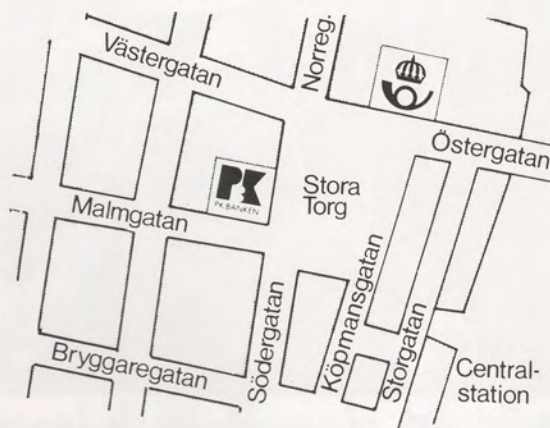 Västergatan
Norreg.
Östergatan
PK
PK BANKEN
Stora
Torg
Malmgatan
Södergatan
Köpmansgatan
Storgatan
Bryggaregatan
Central-
station